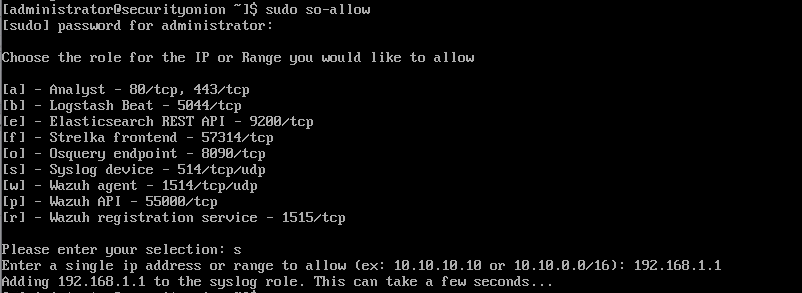 [administrator@securityonion ~]$ sudo so-allow
[sudo] password for administrator:
Choose the role for the IP or Range you would like to allow
[a] - Analyst - 80/tcp, 443/tcp
[b] - Logstash Beat - 5044/tcp
[e] - Elasticsearch REST API - 9200/tcp
[f] - Strelka frontend - 57314/tcp
[o] - Osquery endpoint - 8090/tcp
[s] - Syslog device - 514/tcp/udp
[w] - Wazuh agent - 1514/tcp/udp
[p] - Wazuh API - 55000/tcp
[r] - Wazuh registration service - 1515/tcp
Please enter your selection: s
Enter a single ip address or range to allow (ex: 10.10.10.10 or 10.10.0.0/16): 192.168.1.1
Adding 192.168.1.1 to the syslog role. This can take a few seconds...